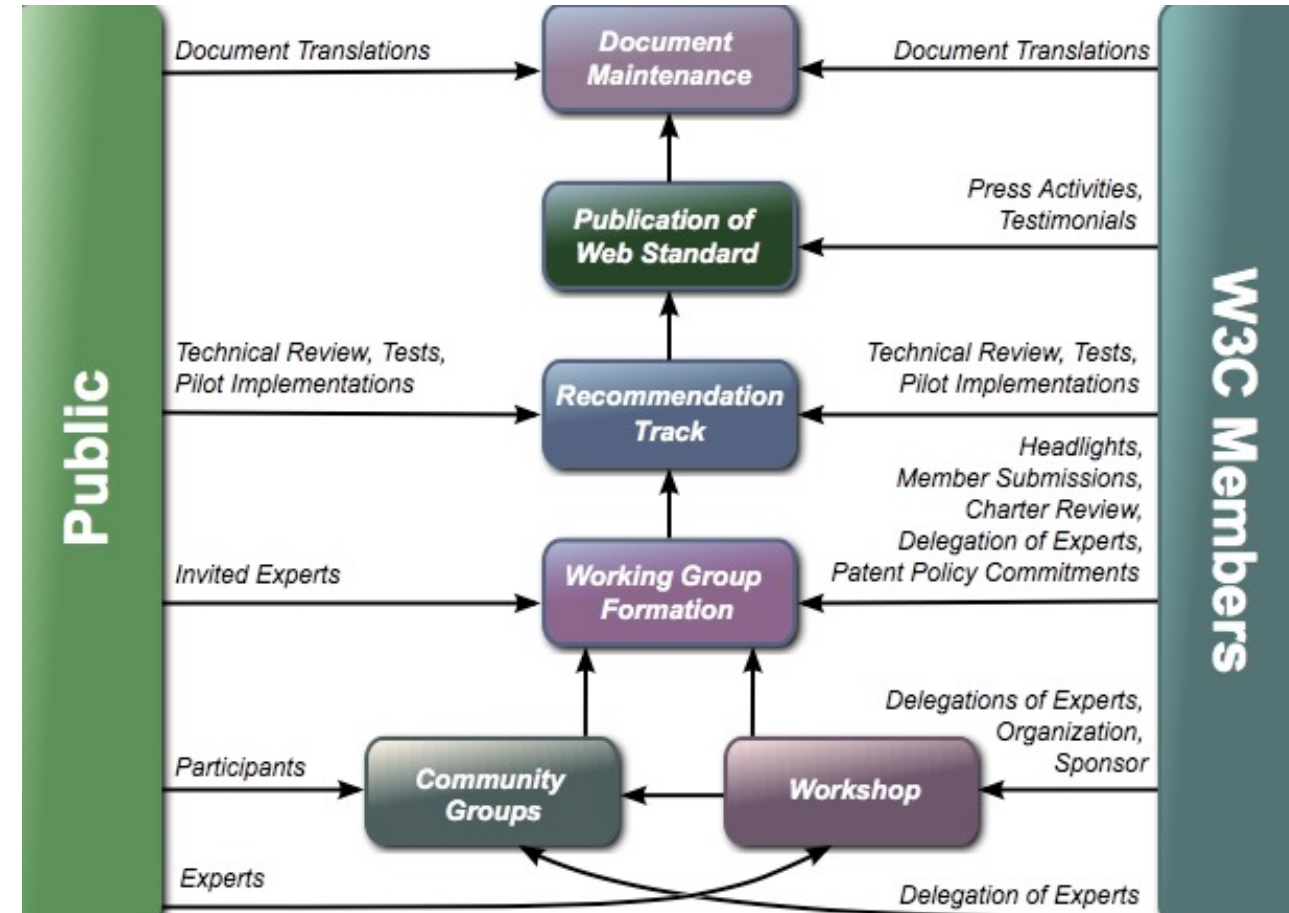 Public
W3C Members
Document Translations
Document
Maintenance
Document Translations
Publication of
Web Standard
Press Activities,
Testimonials
Technical Review, Tests,
Pilot Implementations
Recommendation
Track
Technical Review, Tests,
Pilot Implementations
Invited Experts
Working Group
Formation
Headlights,
Member Submissions,
Charter Review,
Delegation of Experts,
Patent Policy Commitments
Participants
Community
Groups
Workshop
Delegations of Experts,
Organization,
Sponsor
Experts
Delegation of Experts